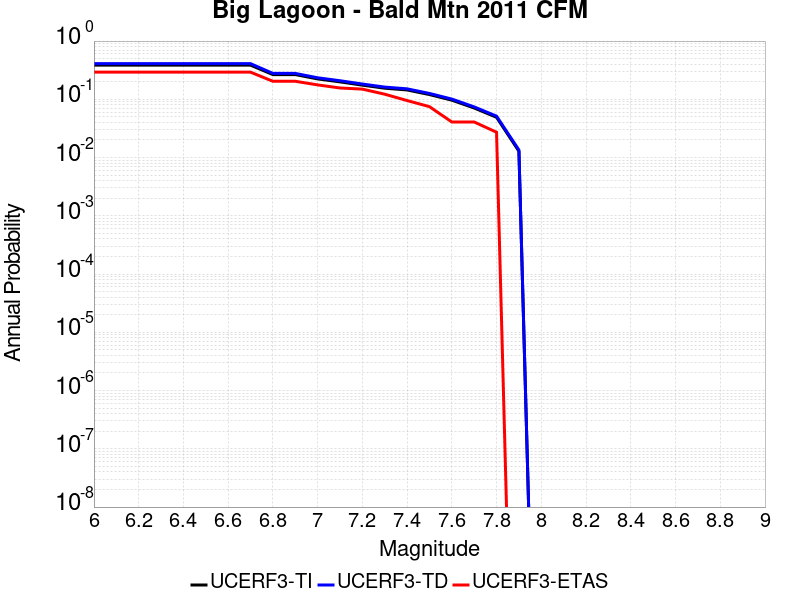 Big Lagoon - Bald Mtn 2011 CFM
Annual Probability
10^0
10^-1
10^-2
10^-3
10^-4
10^-5
10^-6
10^-7
10^-8
6 6.2 6.4 6.6 6.8 7 7.2 7.4 7.6 7.8 8 8.2 8.4 8.6 8.8 9
Magnitude
UCERF3-TI UCERF3-TD UCERF3-ETAS